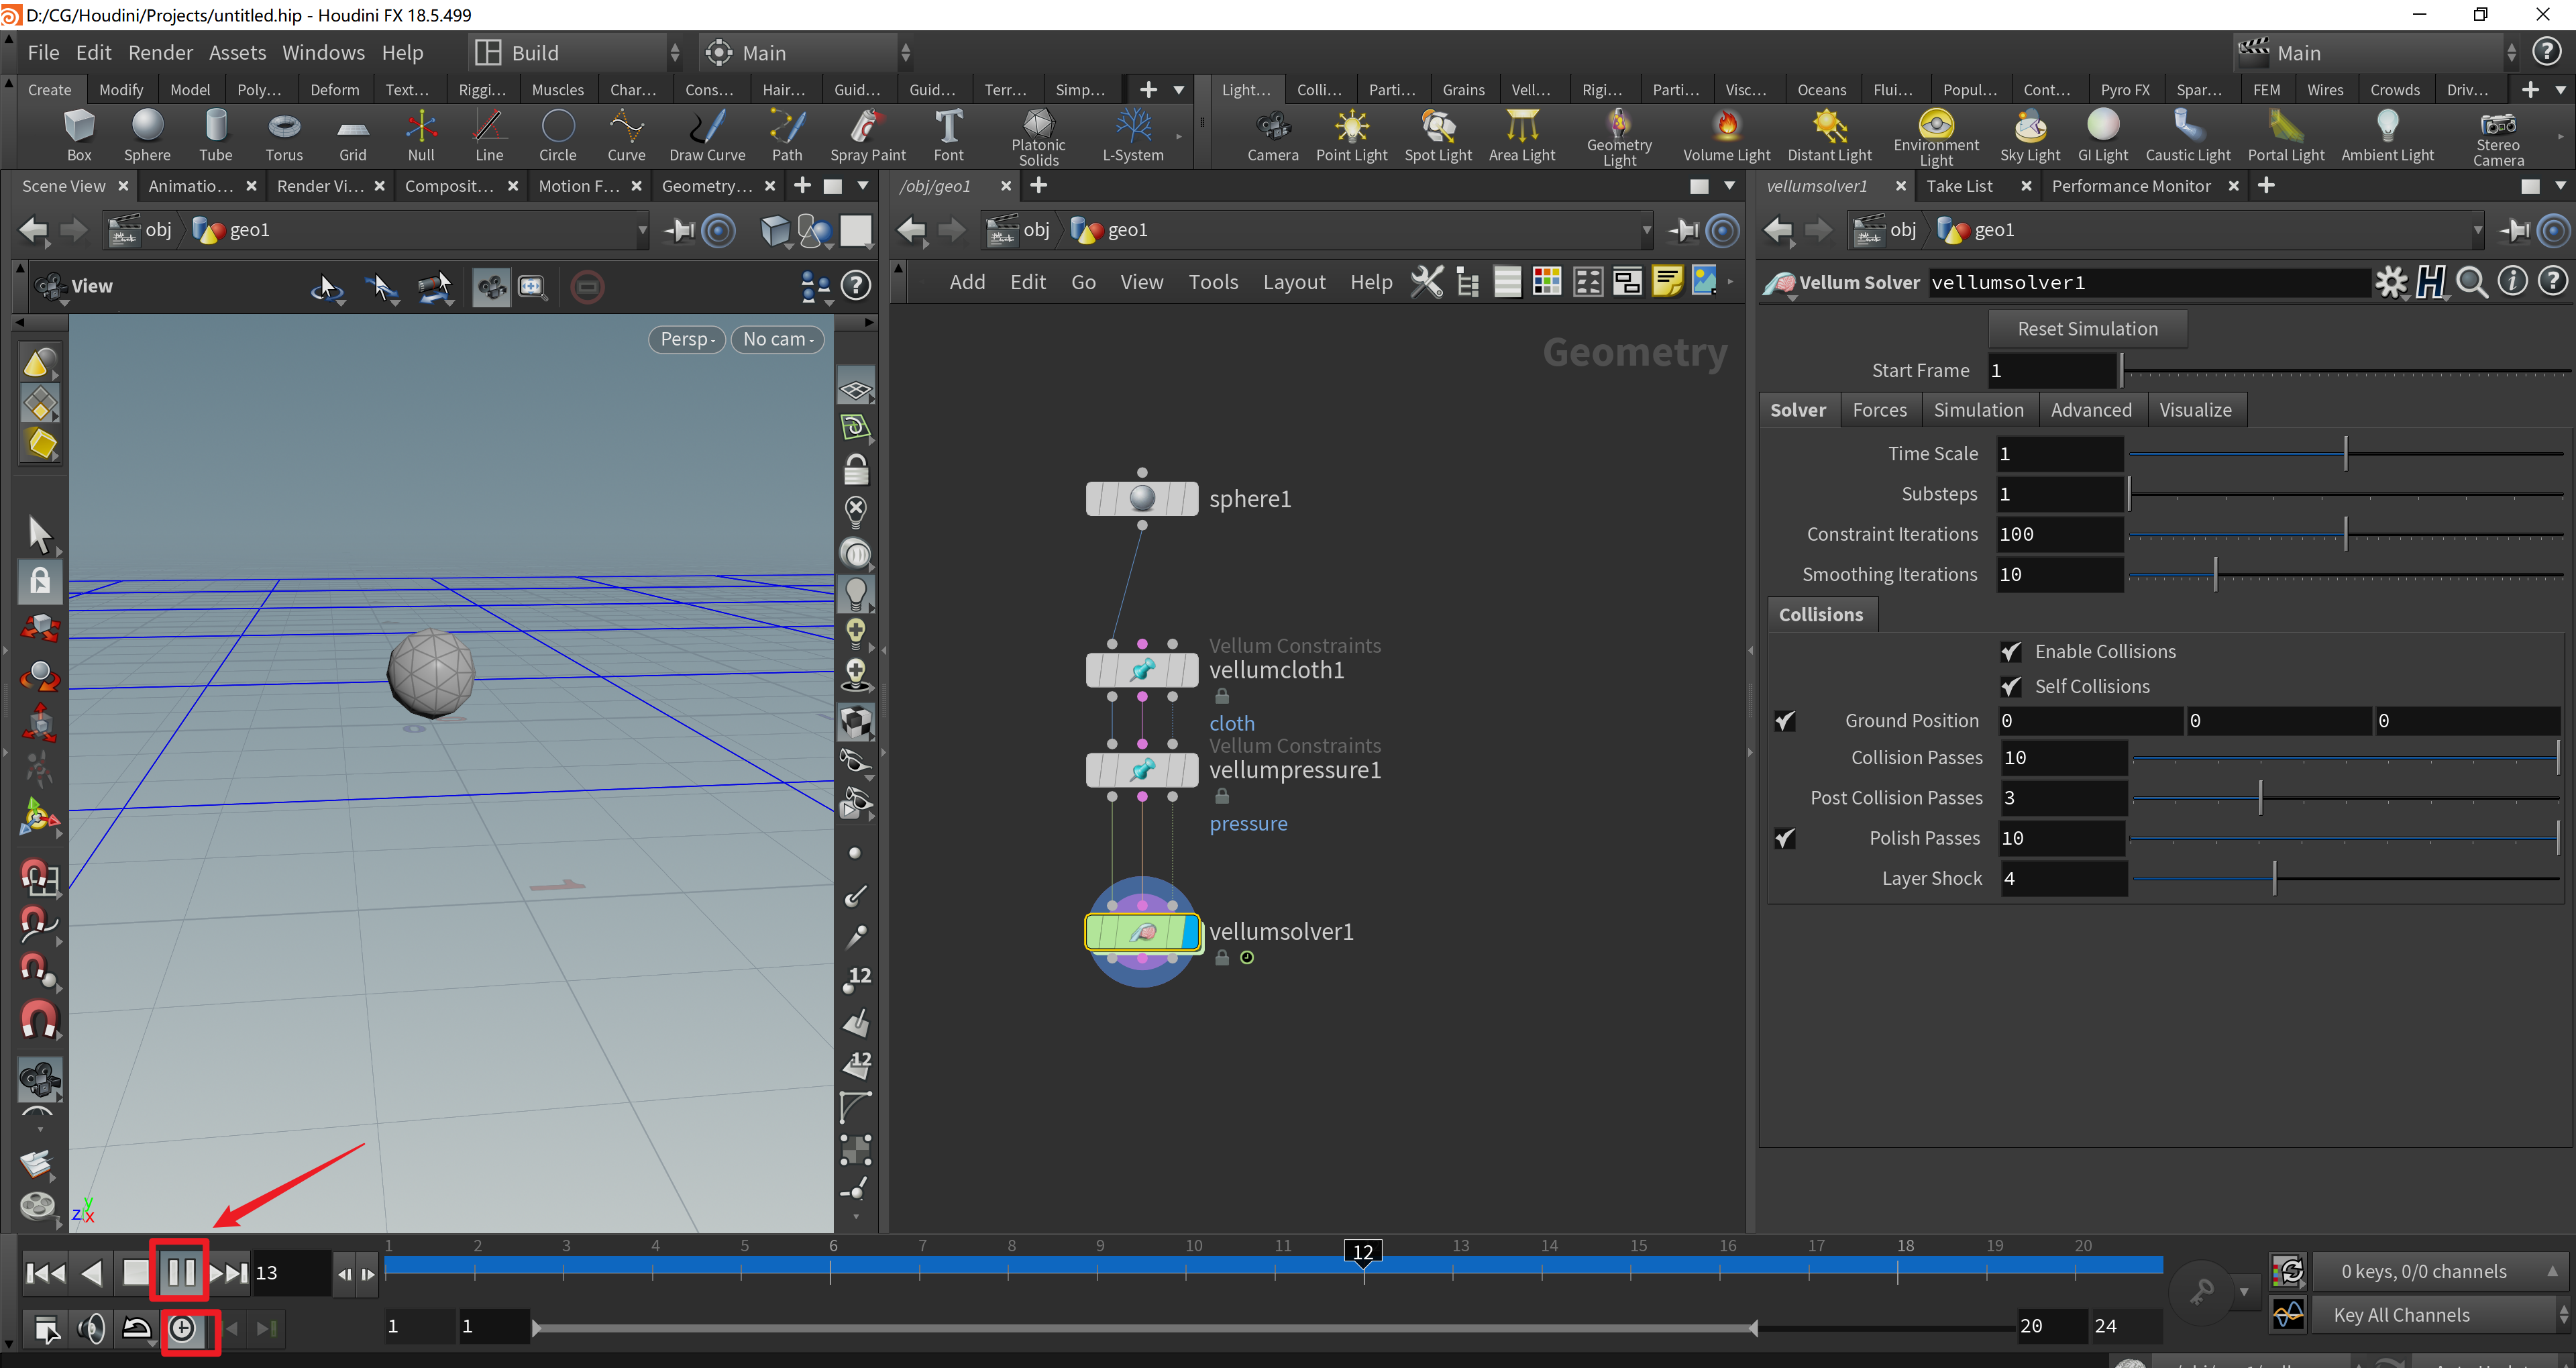 D:/CG/Houdini/Projects/untitled.hip - Houdini FX 18.5.499
File Edit Render Assets Windows Help Build Main Main
Create Modify Model Poly... Deform Text... Riggi... Muscles Char... Cons... Hair... Guid... Guid... Terr... Simp... Light... Colli... Parti... Grains Vell... Rigi... Parti... Visc... Oceans Flui... Popul... Cont... Pyro FX Spar... FEM Wires Crowds Driv...
Box Sphere Tube Torus Grid Null Line Circle Curve Draw Curve Path Spray Paint Font Platonic Solids L-System Camera Point Light Spot Light Area Light Geometry Light Volume Light Distant Light Environment Light Sky Light GI Light Caustic Light Portal Light Ambient Light Stereo Camera
Scene View Animatio... Render Vi... Composit... Motion F... Geometry... /obj/geo1 vellumsolver1 Take List Performance Monitor
obj geo1 obj geo1 obj geo1
View Add Edit Go View Tools Layout Help Vellum Solver vellumsolver1
Persp No cam
Geometry
Reset Simulation
Start Frame 1
Solver Forces Simulation Advanced Visualize
Time Scale 1
Substeps 1
Constraint Iterations 100
Smoothing Iterations 10
Collisions
Enable Collisions
Self Collisions
Ground Position 0 0 0
Collision Passes 10
Post Collision Passes 3
Polish Passes 10
Layer Shock 4
sphere1
Vellum Constraints
vellumcloth1
cloth
Vellum Constraints
vellumpressure1
pressure
vellumsolver1
12
12
1
z y x
1 2 3 4 5 6 7 8 9 10 11 12 13 14 15 16 17 18 19 20
13
0 keys, 0/0 channels
1 1 20 24
Key All Channels